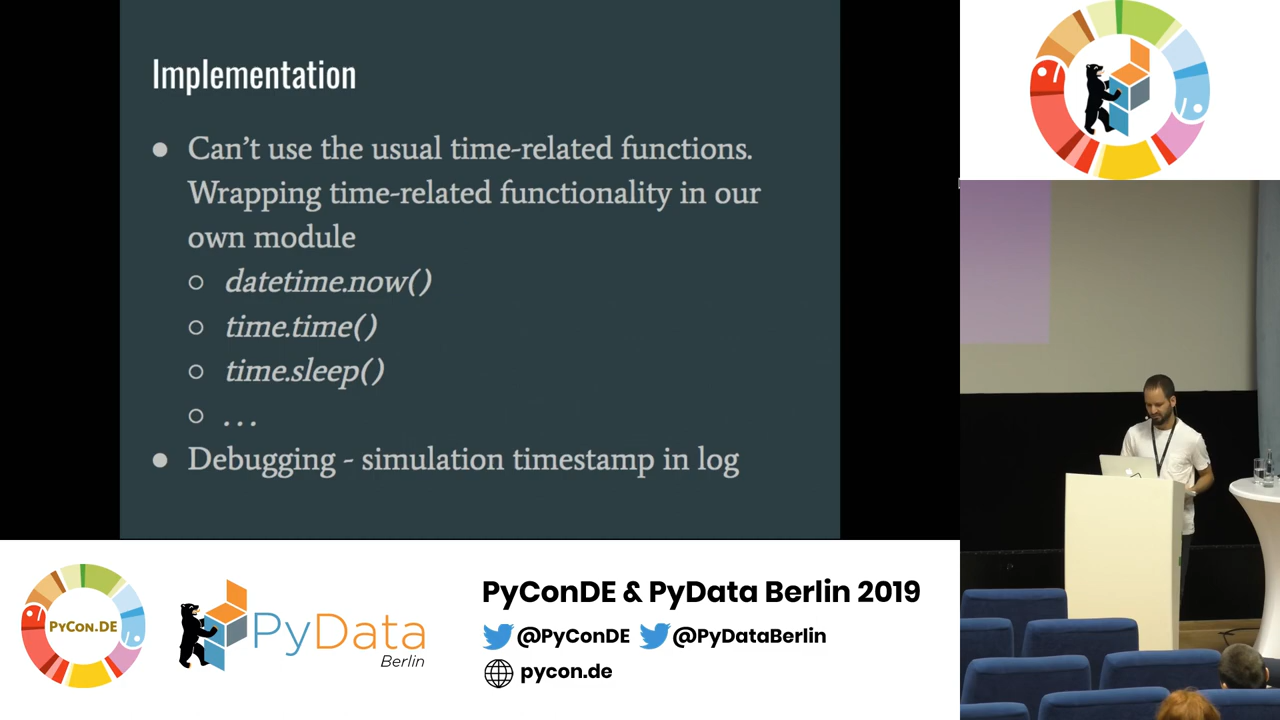 Implementation
● Can't use the usual time-related functions.
Wrapping time-related functionality in our
own module
○ datetime.now()
○ time.time()
○ time.sleep()
○ ...
● Debugging - simulation timestamp in log
PyCon.DE
PyData
Berlin
PyConDE & PyData Berlin 2019
@PyConDE @PyDataBerlin
pycon.de